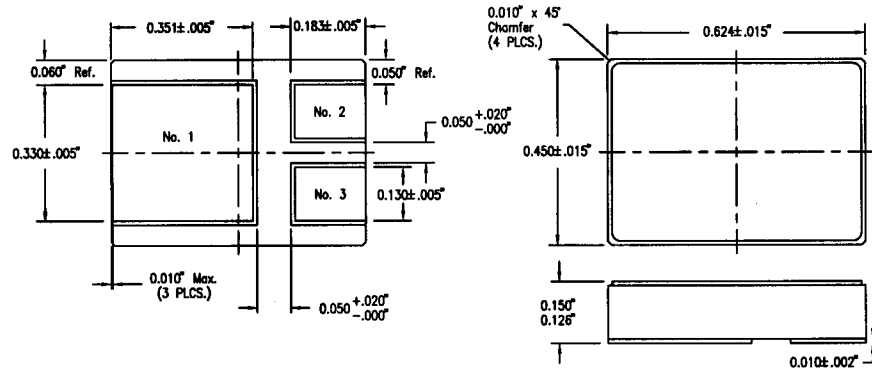 0.351±.005"
0.183±.005"
0.060" Ref.
0.050" Ref.
No. 1
No. 2
No. 3
0.330±.005"
0.050 +.020"
-.000"
0.130±.005"
0.010" Max.
(3 PLCS.)
0.050 +.020"
-.000"
0.010" x 45°
Chamfer
(4 PLCS.)
0.624±.015"
0.450±.015"
0.150"
0.126"
0.010±.002"